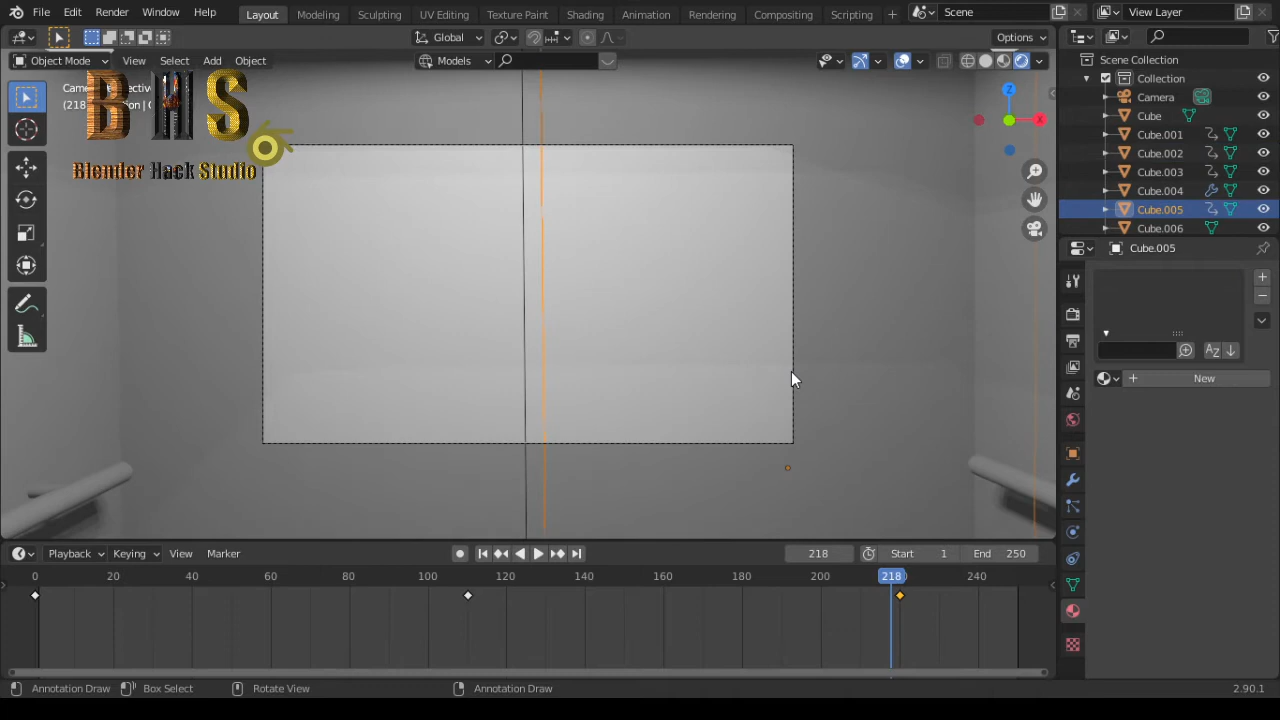 File Edit Render Window Help Layout Modeling Sculpting UV Editing Texture Paint Shading Animation Rendering Compositing Scripting + Scene View Layer
Global Options
Object Mode View Select Add Object Models
Scene Collection
Collection
Camera
Cube
Cube.001
Cube.002
Cube.003
Cube.004
Cube.005
Cube.006
BHS
Blender Hack Studio
Z
X
Cube.005
New
Playback Keying View Marker 218 Start 1 End 250
0 20 40 60 80 100 120 140 160 180 200 218 240
Annotation Draw Box Select Rotate View Annotation Draw 2.90.1